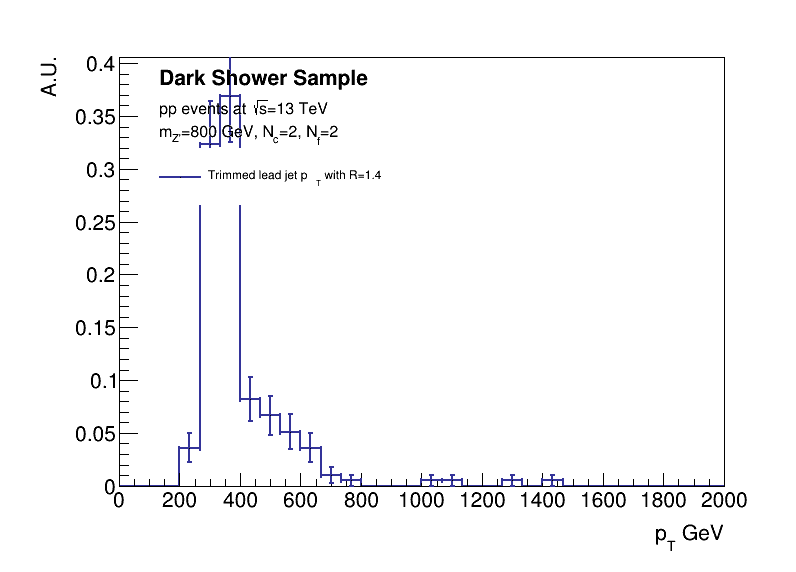 A.U.
0.4
0.35
0.3
0.25
0.2
0.15
0.1
0.05
0
Dark Shower Sample
pp events at √s=13 TeV
m_Z'=800 GeV, N_c=2, N_f=2
Trimmed lead jet p_T with R=1.4
0 200 400 600 800 1000 1200 1400 1600 1800 2000
p_T GeV